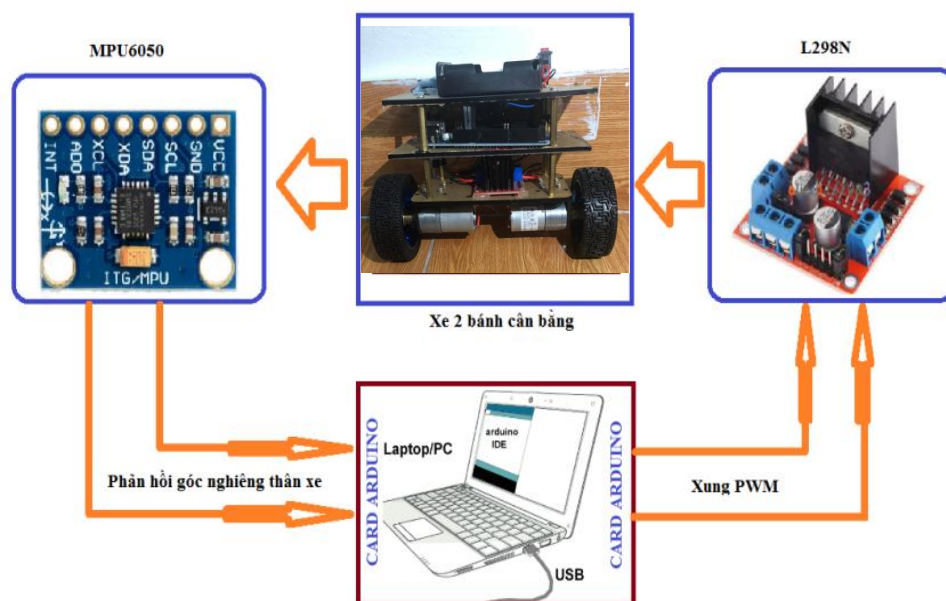 MPU6050
L298N
INT
ADO
XCL
XDA
SDA
SCL
GND
VCC
ITG/MPU
Xe 2 bánh cân bằng
Phản hồi góc nghiêng thân xe
CARD ARDUINO
Laptop/PC
arduino
IDE
USB
CARD ARDUINO
Xung PWM